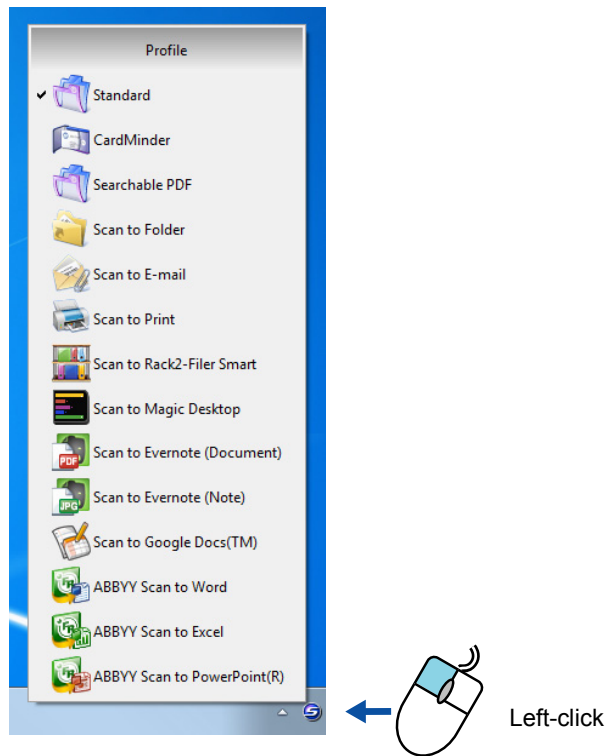 Profile
Standard
CardMinder
Searchable PDF
Scan to Folder
Scan to E-mail
Scan to Print
Scan to Rack2-Filer Smart
Scan to Magic Desktop
PDF
Scan to Evernote (Document)
JPG
Scan to Evernote (Note)
Scan to Google Docs(TM)
ABBYY Scan to Word
ABBYY Scan to Excel
ABBYY Scan to PowerPoint(R)
S
Left-click